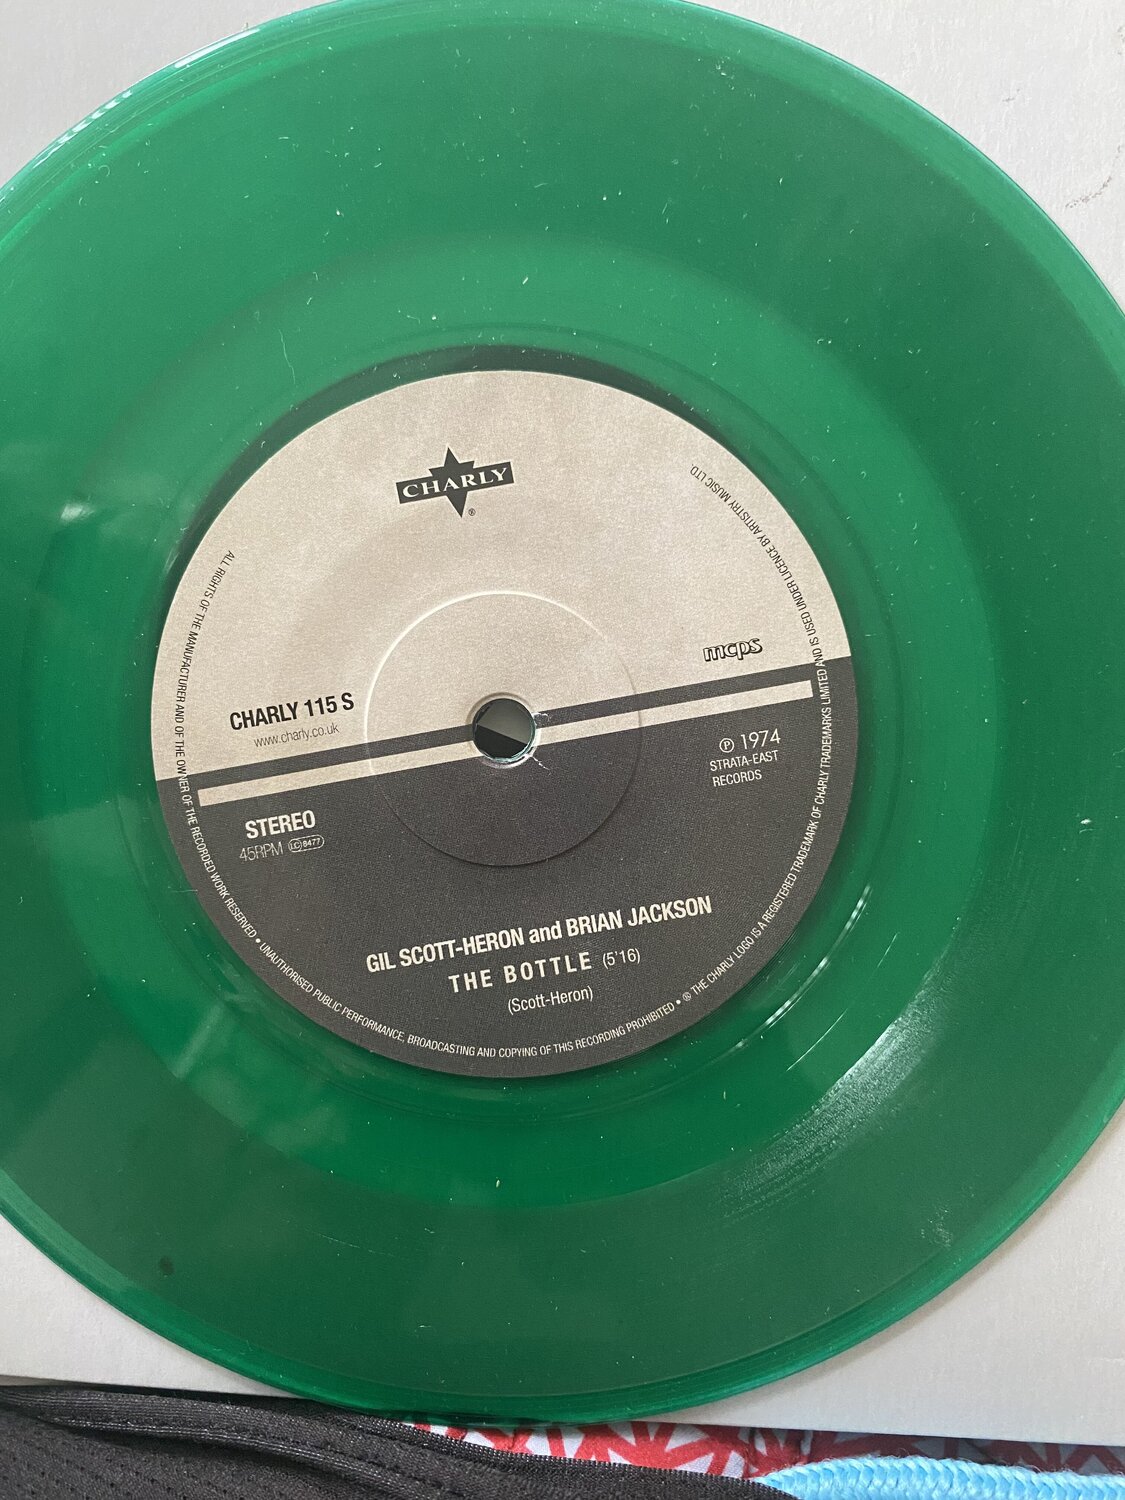 CHARLY
®
mcps
CHARLY 115 S
www.charly.co.uk
STEREO
45RPM LC 8477
℗ 1974
STRATA-EAST
RECORDS
GIL SCOTT-HERON and BRIAN JACKSON
THE BOTTLE (5'16)
(Scott-Heron)
ALL RIGHTS OF THE MANUFACTURER AND OF THE OWNER OF THE RECORDED WORK RESERVED • UNAUTHORISED PUBLIC PERFORMANCE, BROADCASTING AND COPYING OF THIS RECORDING PROHIBITED • ® THE CHARLY LOGO IS A REGISTERED TRADEMARK OF CHARLY TRADEMARKS LIMITED AND IS USED UNDER LICENCE BY ARTISTRY MUSIC LTD.